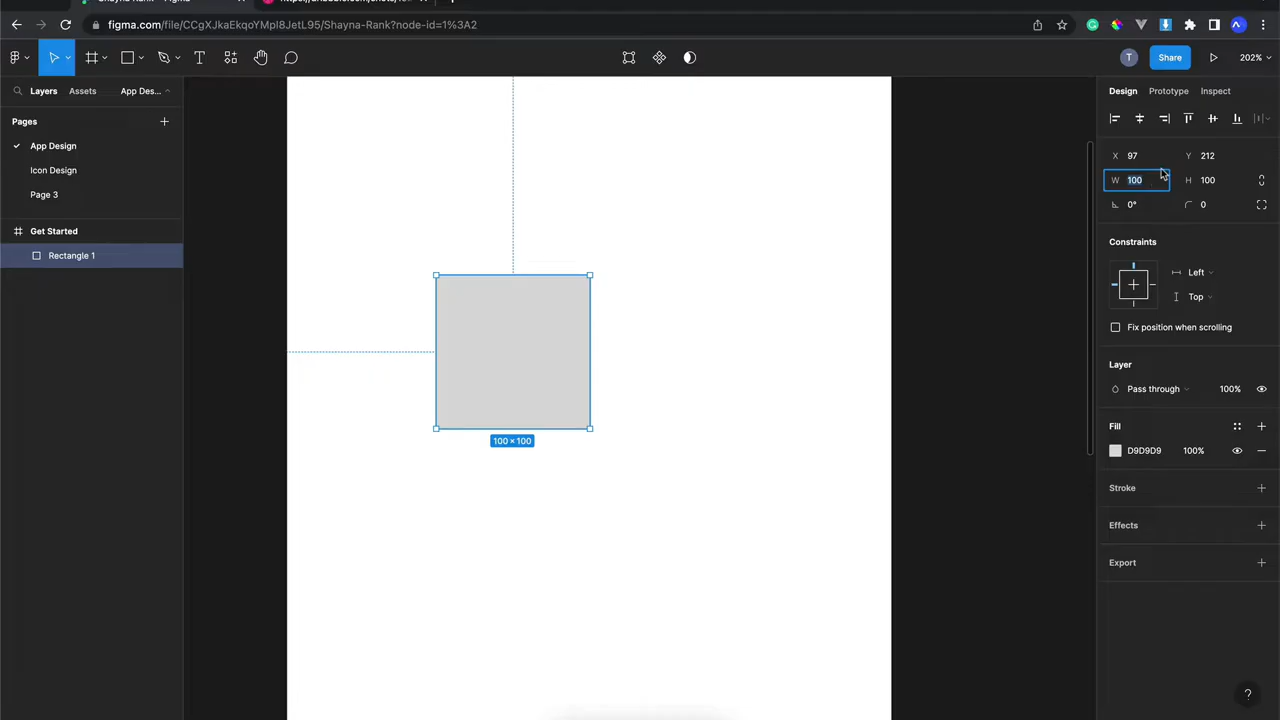 figma.com/file/CCgXJkaEkqoYMpI8JetL95/Shayna-Rank?node-id=1%3A2
T
Share
202%
Layers
Assets
App Des...
Design
Prototype
Inspect
Pages
App Design
Icon Design
Page 3
Get Started
Rectangle 1
100 × 100
X 97
Y 212
W 100
H 100
0°
0
Constraints
Left
Top
Fix position when scrolling
Layer
Pass through
100%
Fill
D9D9D9
100%
Stroke
Effects
Export
?